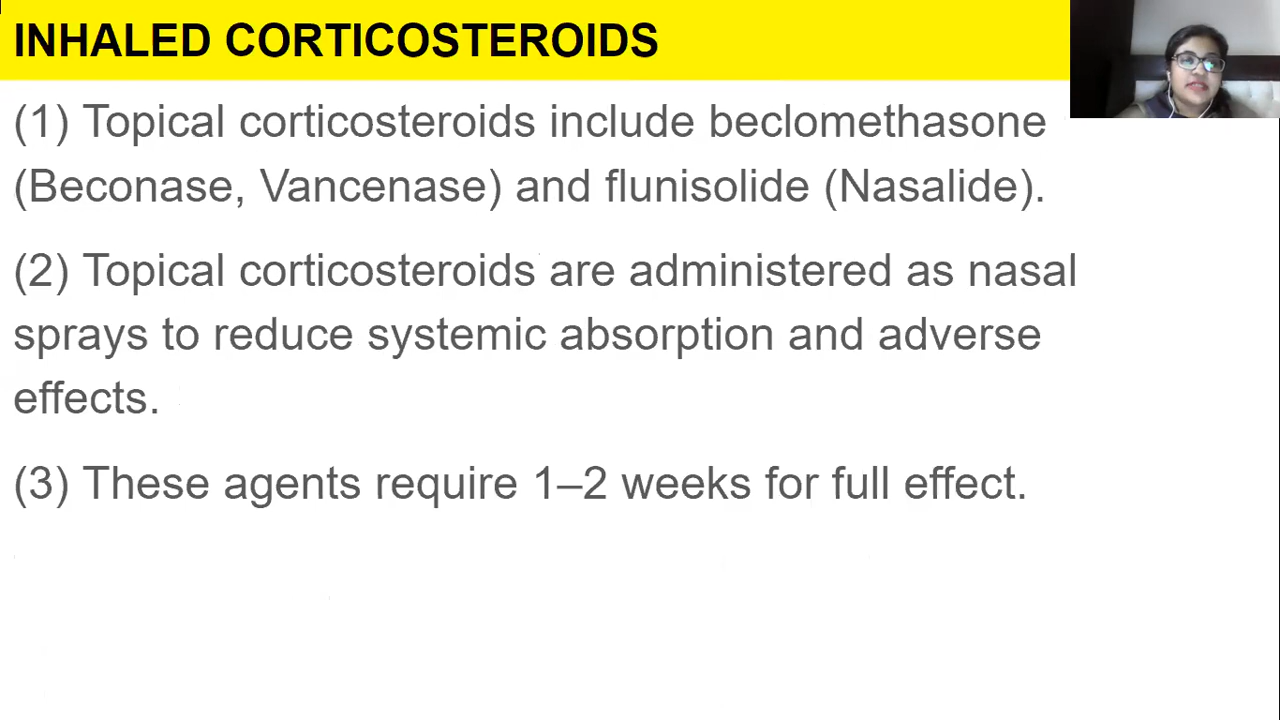 INHALED CORTICOSTEROIDS
(1) Topical corticosteroids include beclomethasone
(Beconase, Vancenase) and flunisolide (Nasalide).
(2) Topical corticosteroids are administered as nasal
sprays to reduce systemic absorption and adverse
effects.
(3) These agents require 1–2 weeks for full effect.